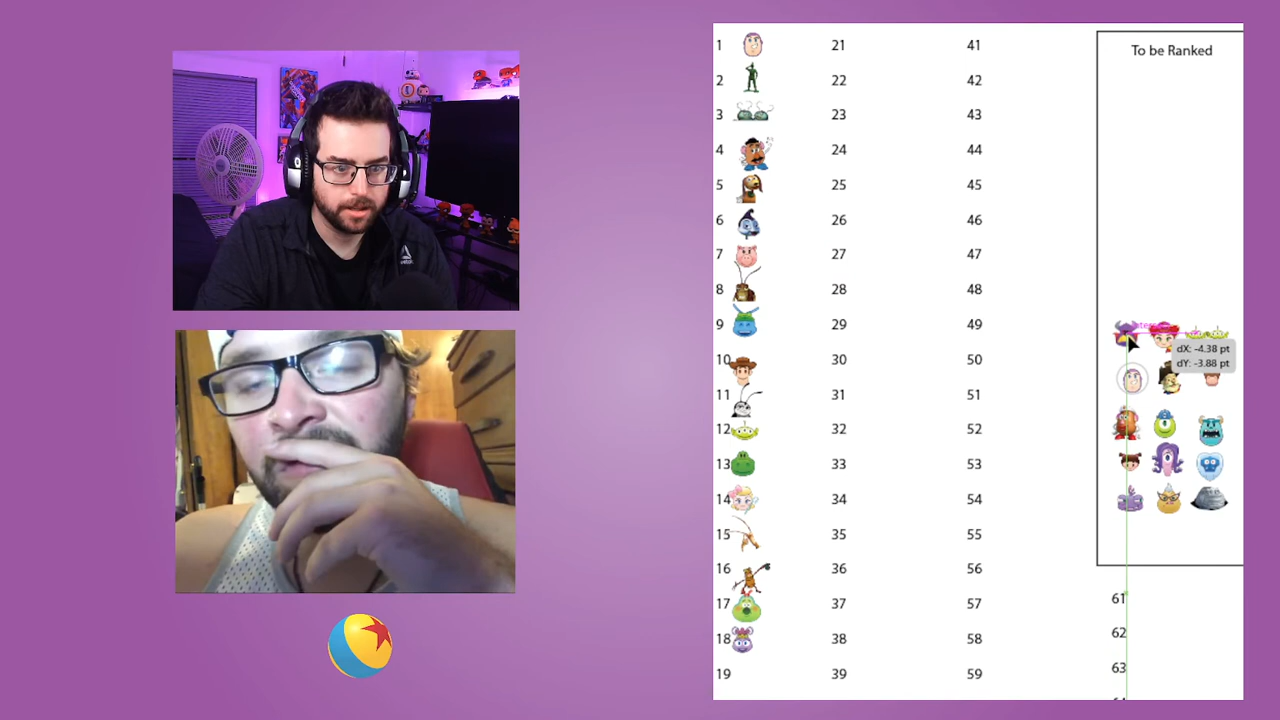 1 21 41
2 22 42
3 23 43
4 24 44
5 25 45
6 26 46
7 27 47
8 28 48
9 29 49
10 30 50
11 31 51
12 32 52
13 33 53
14 34 54
15 35 55
16 36 56
17 37 57
18 38 58
19 39 59
To be Ranked
dX: -4.38 pt
dY: -3.88 pt
61
62
63